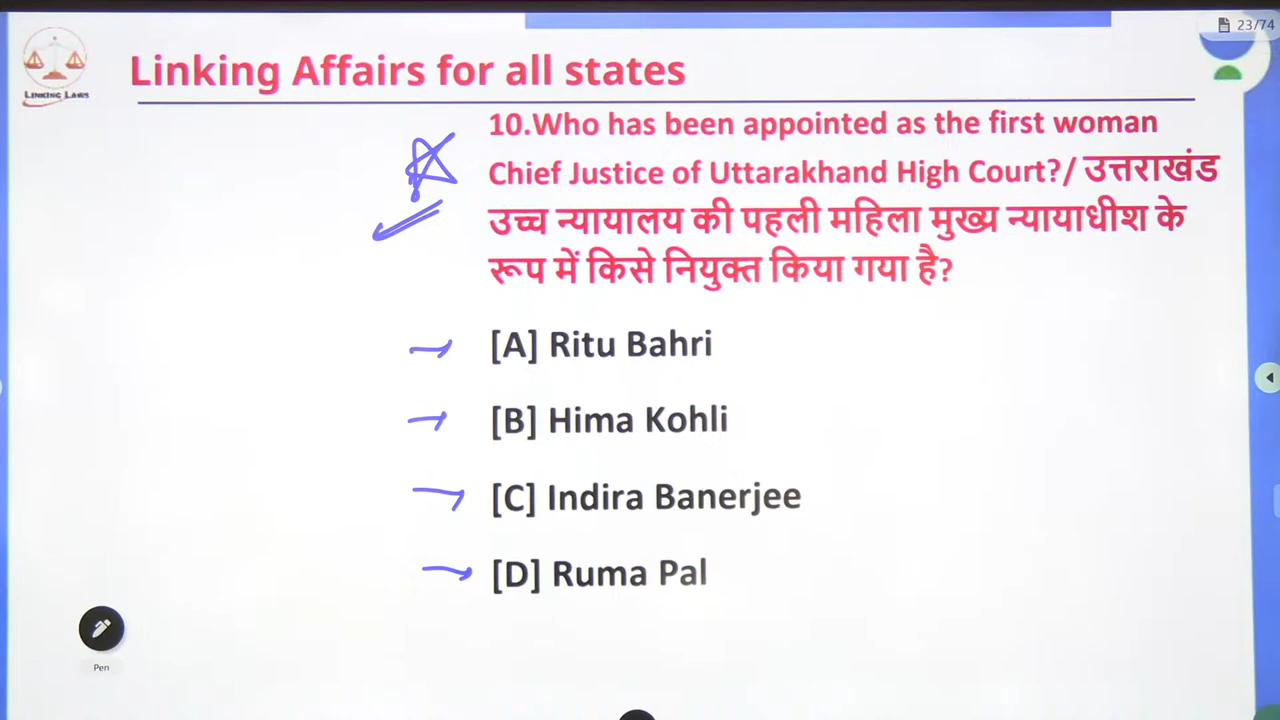 23/74
LINKING LAWS
Linking Affairs for all states
10.Who has been appointed as the first woman
Chief Justice of Uttarakhand High Court?/ उत्तराखंड
उच्च न्यायालय की पहली महिला मुख्य न्यायाधीश के
रूप में किसे नियुक्त किया गया है?
[A] Ritu Bahri
[B] Hima Kohli
[C] Indira Banerjee
[D] Ruma Pal
Pen